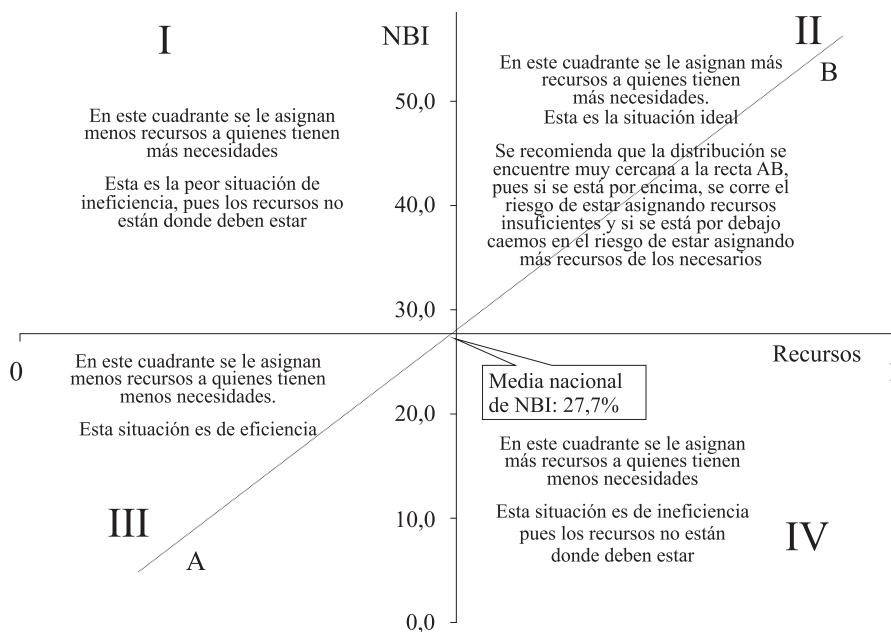 I
En este cuadrante se le asignan
menos recursos a quienes tienen
más necesidades
Esta es la peor situación de
ineficiencia, pues los recursos no
están donde deben estar
NBI
II
B
En este cuadrante se le asignan más
recursos a quienes tienen
más necesidades.
Esta es la situación ideal
Se recomienda que la distribución se
encuentre muy cercana a la recta AB,
pues si se está por encima, se corre el
riesgo de estar asignando recursos
insuficientes y si se está por debajo
caemos en el riesgo de estar asignando
más recursos de los necesarios
50,0
40,0
30,0
0
Recursos
En este cuadrante se le asignan
menos recursos a quienes tienen
menos necesidades.
Esta situación es de eficiencia
III
A
Media nacional
de NBI: 27,7%
20,0
10,0
0,0
En este cuadrante se le asignan
más recursos a quienes tienen
menos necesidades
Esta situación es de ineficiencia
pues los recursos no están
donde deben estar
IV